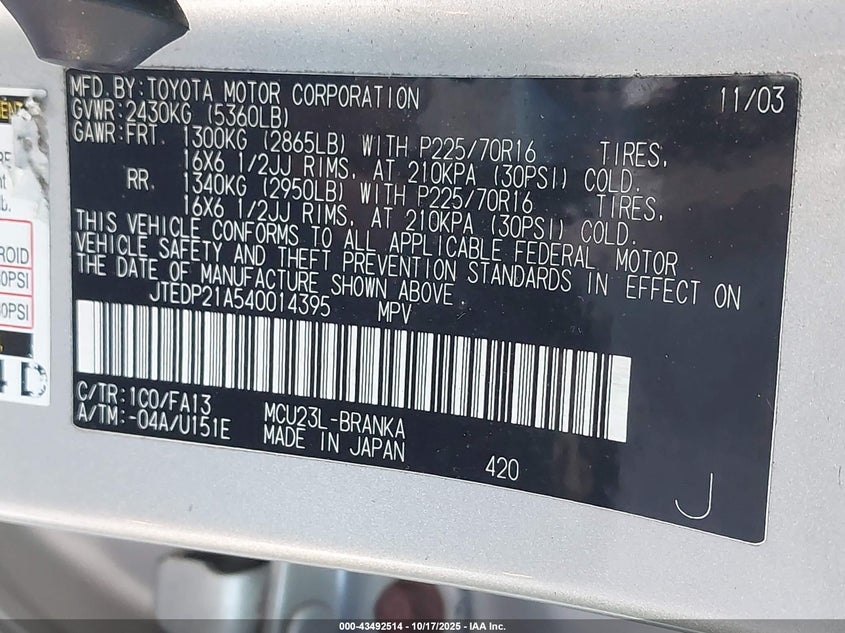 MFD.BY:TOYOTA MOTOR CORPORATION 11/03
GVWR:2430KG (5360LB)
GAWR:FRT. 1300KG (2865LB) WITH P225/70R16 TIRES,
16X6 1/2JJ RIMS, AT 210KPA (30PSI) COLD.
RR. 1340KG (2950LB) WITH P225/70R16 TIRES,
16X6 1/2JJ RIMS, AT 210KPA (30PSI) COLD.
THIS VEHICLE CONFORMS TO ALL APPLICABLE FEDERAL MOTOR
VEHICLE SAFETY AND THEFT PREVENTION STANDARDS IN EFFECT ON
THE DATE OF MANUFACTURE SHOWN ABOVE.
JTEDP21A540014395 MPV
C/TR:1C0/FA13 MCU23L-BRANKA
A/TM:-04A/U151E MADE IN JAPAN
420 J
000-43492514 - 10/17/2025 - IAA Inc.